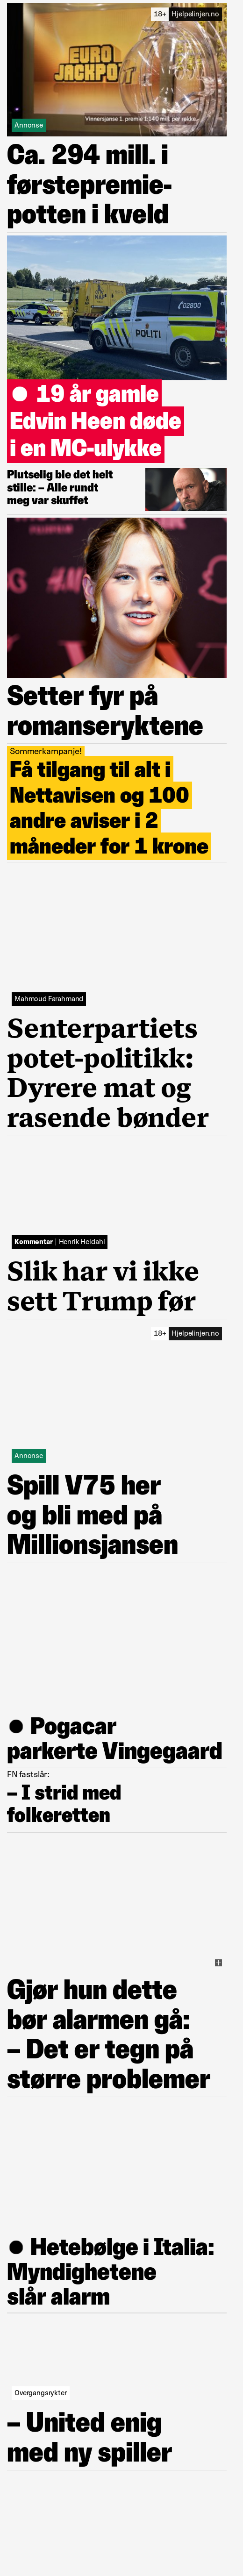 18+ Hjelpelinjen.no
EURO
JACKPOT
Vinnersjanse 1. premie 1:140 mill. per rekke.
Annonse
Ca. 294 mill. i
førstepremie-
potten i kveld
02800
POLITI
● 19 år gamle
Edvin Heen døde
i en MC-ulykke
Plutselig ble det helt
stille: – Alle rundt
meg var skuffet
Setter fyr på
romanseryktene
Sommerkampanje!
Få tilgang til alt i
Nettavisen og 100
andre aviser i 2
måneder for 1 krone
Mahmoud Farahmand
Senterpartiets
potet-politikk:
Dyrere mat og
rasende bønder
Kommentar | Henrik Heldahl
Slik har vi ikke
sett Trump før
18+ Hjelpelinjen.no
Annonse
Spill V75 her
og bli med på
Millionsjansen
● Pogacar
parkerte Vingegaard
FN fastslår:
– I strid med
folkeretten
Gjør hun dette
bør alarmen gå:
– Det er tegn på
større problemer
● Hetebølge i Italia:
Myndighetene
slår alarm
Overgangsrykter
– United enig
med ny spiller